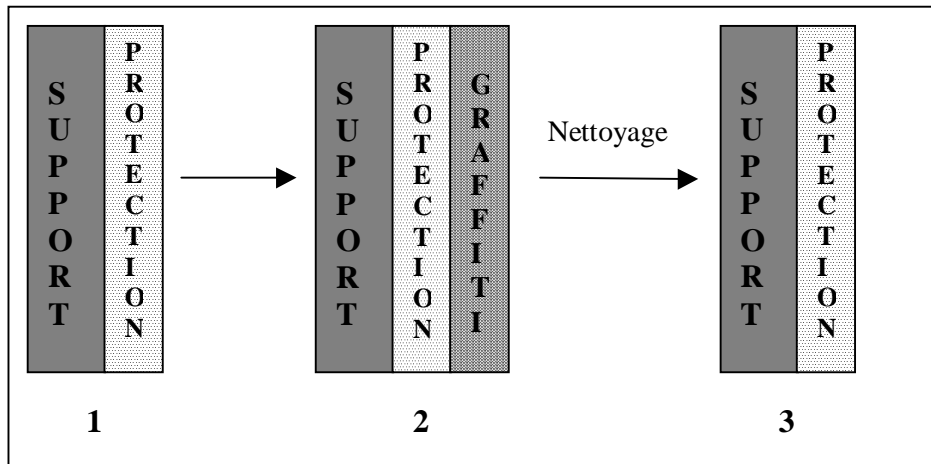 SUPPORT
PROTECTION
SUPPORT
PROTECTION
GRAFFITI
Nettoyage
SUPPORT
PROTECTION
1
2
3